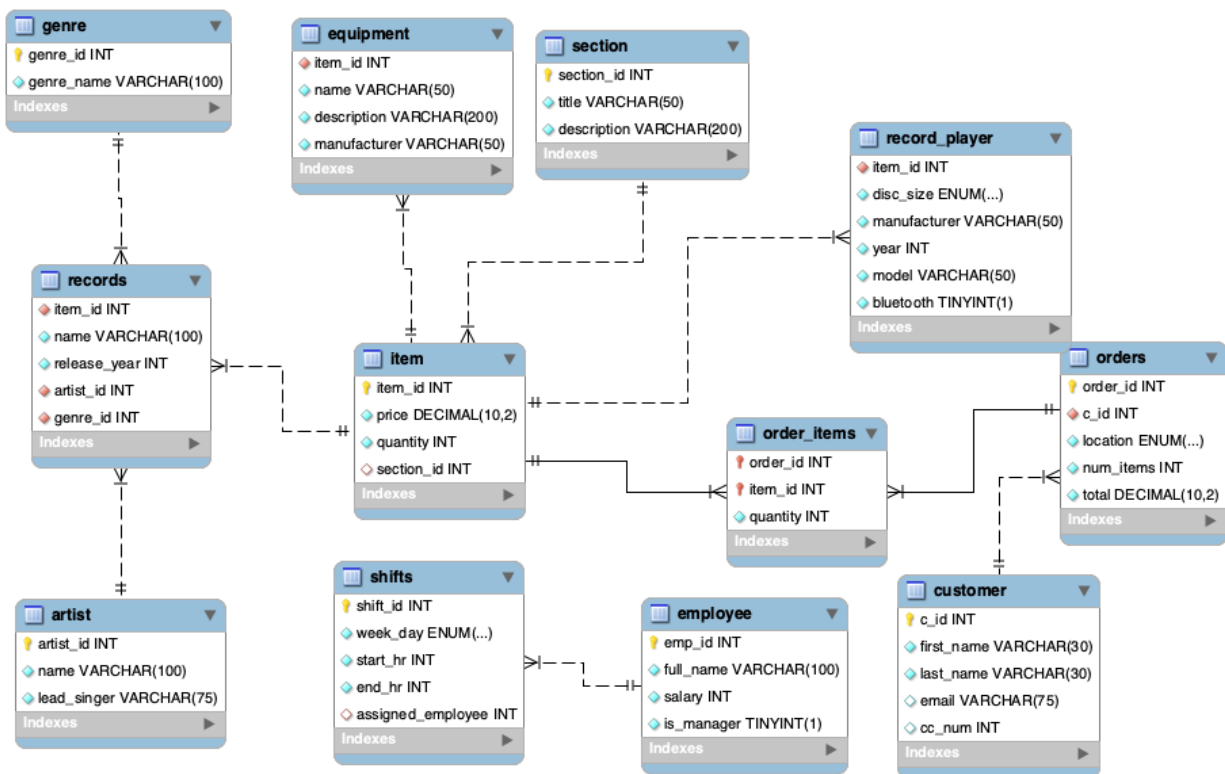 genre
genre_id INT
genre_name VARCHAR(100)
Indexes
equipment
item_id INT
name VARCHAR(50)
description VARCHAR(200)
manufacturer VARCHAR(50)
Indexes
section
section_id INT
title VARCHAR(50)
description VARCHAR(200)
Indexes
record_player
item_id INT
disc_size ENUM(...)
manufacturer VARCHAR(50)
year INT
model VARCHAR(50)
bluetooth TINYINT(1)
Indexes
records
item_id INT
name VARCHAR(100)
release_year INT
artist_id INT
genre_id INT
Indexes
item
item_id INT
price DECIMAL(10,2)
quantity INT
section_id INT
Indexes
order_items
order_id INT
item_id INT
quantity INT
Indexes
orders
order_id INT
c_id INT
location ENUM(...)
num_items INT
total DECIMAL(10,2)
Indexes
artist
artist_id INT
name VARCHAR(100)
lead_singer VARCHAR(75)
Indexes
shifts
shift_id INT
week_day ENUM(...)
start_hr INT
end_hr INT
assigned_employee INT
Indexes
employee
emp_id INT
full_name VARCHAR(100)
salary INT
is_manager TINYINT(1)
Indexes
customer
c_id INT
first_name VARCHAR(30)
last_name VARCHAR(30)
email VARCHAR(75)
cc_num INT
Indexes